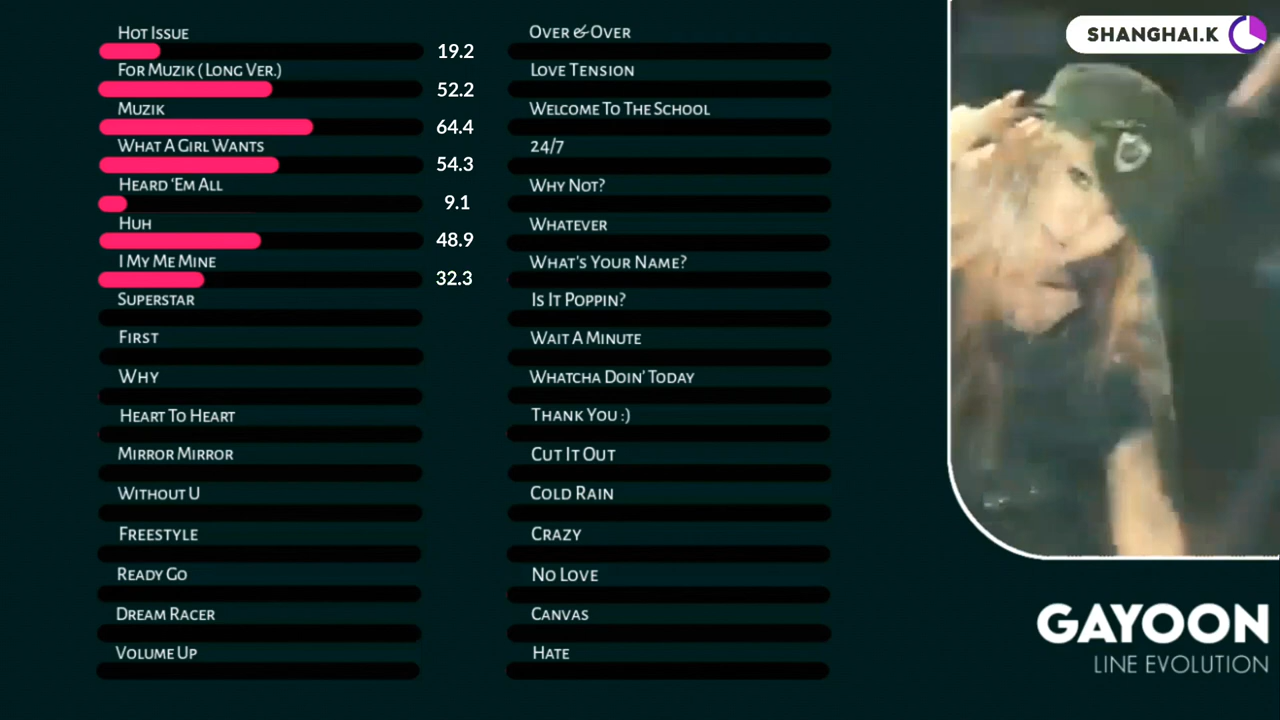 HOT ISSUE
19.2
FOR MUZIK (LONG VER.)
52.2
MUZIK
64.4
WHAT A GIRL WANTS
54.3
HEARD 'EM ALL
9.1
HUH
48.9
I MY ME MINE
32.3
SUPERSTAR
FIRST
WHY
HEART TO HEART
MIRROR MIRROR
WITHOUT U
FREESTYLE
READY GO
DREAM RACER
VOLUME UP
OVER & OVER
LOVE TENSION
WELCOME TO THE SCHOOL
24/7
WHY NOT?
WHATEVER
WHAT'S YOUR NAME?
IS IT POPPIN?
WAIT A MINUTE
WHATCHA DOIN' TODAY
THANK YOU :)
CUT IT OUT
COLD RAIN
CRAZY
NO LOVE
CANVAS
HATE
SHANGHAI.K
GAYOON
LINE EVOLUTION